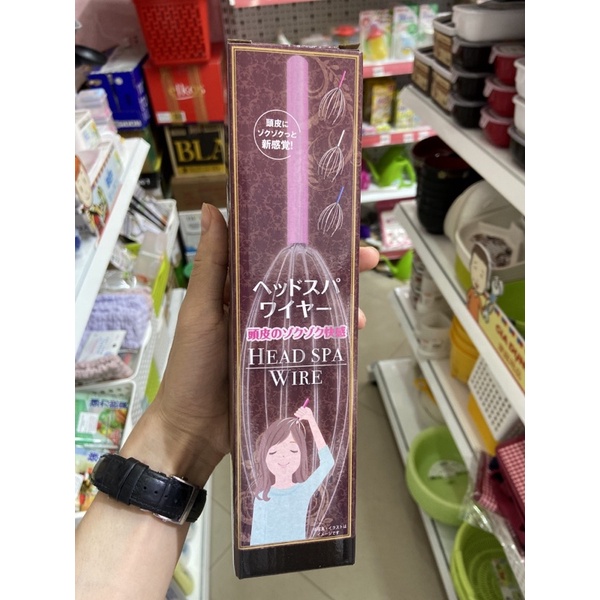 頭皮に
ゾクゾクっと
新感覚!
ヘッドスパ
ワイヤー
頭皮のゾクゾク快感
HEAD SPA
WIRE
BLA